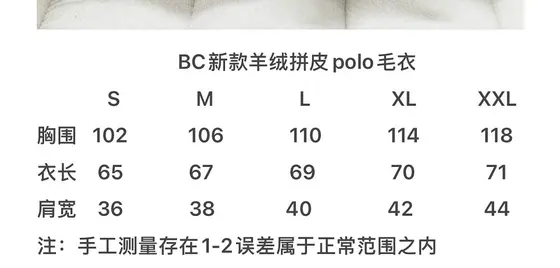 BC新款羊绒拼皮polo毛衣
S M L XL XXL
胸围 102 106 110 114 118
衣长 65 67 69 70 71
肩宽 36 38 40 42 44
注：手工测量存在1-2误差属于正常范围之内